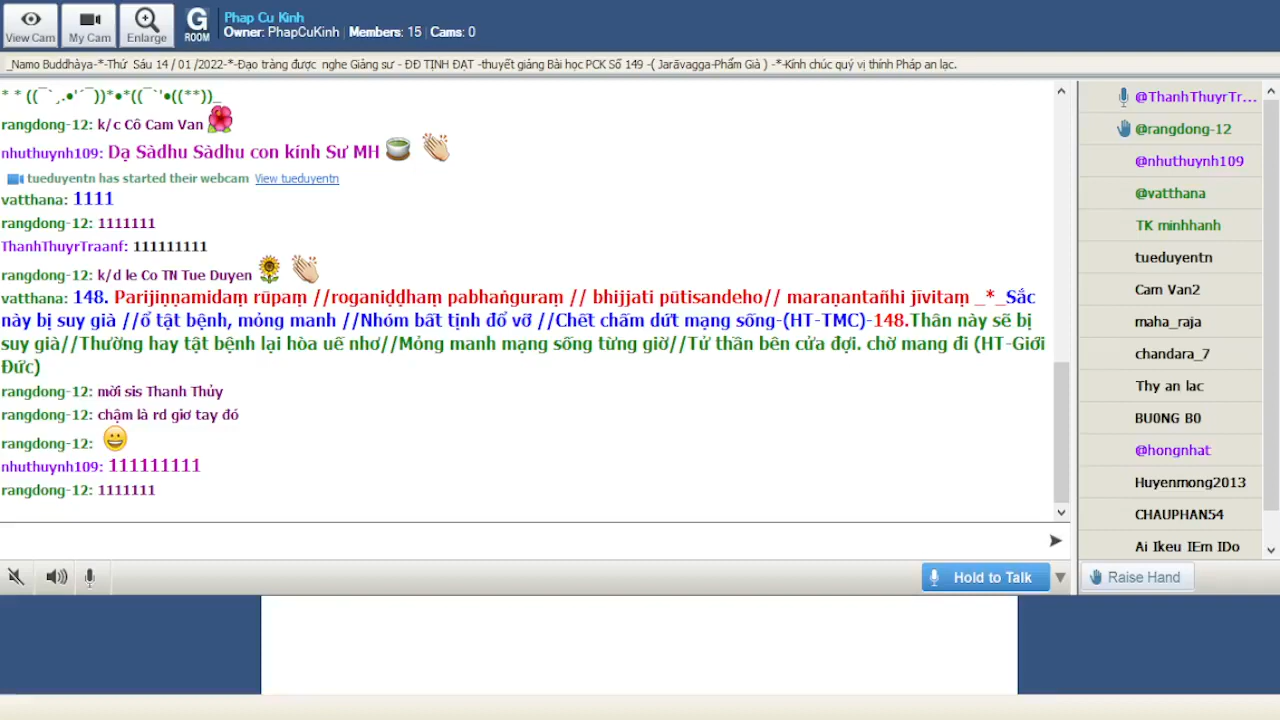 View Cam
My Cam
Enlarge
G
ROOM
Phap Cu Kinh
Owner: PhapCuKinh | Members: 15 | Cams: 0
_Namo Buddhàya-*-Thứ Sáu 14 / 01 /2022-*-Đạo tràng được nghe Giảng sư - ĐĐ TỊNH ĐẠT -thuyết giảng Bài học PCK Số 149 -( Jarāvagga-Phẩm Già ) -*-Kính chúc quý vị thính Pháp an lạc.
rangdong-12: k/c Cô Cam Van
nhuthuynh109: Dạ Sàdhu Sàdhu con kính Sư MH
tueduyentn has started their webcam View tueduyentn
vatthana: 1111
rangdong-12: 1111111
ThanhThuyrTraanf: 111111111
rangdong-12: k/d le Co TN Tue Duyen
vatthana: 148. Parijiṇṇamidaṃ rūpaṃ //roganiḍḍhaṃ pabhaṅguraṃ // bhijjati pūtisandeho// maraṇantañhi jīvitaṃ _*_Sắc
này bị suy già //ổ tật bệnh, mỏng manh //Nhóm bất tịnh đổ vỡ //Chết chấm dứt mạng sống-(HT-TMC)-148.Thân này sẽ bị
suy già//Thường hay tật bệnh lại hòa uế nhơ//Mỏng manh mạng sống từng giờ//Tử thần bên cửa đợi. chờ mang đi (HT-Giới
Đức)
rangdong-12: mời sis Thanh Thủy
rangdong-12: chậm là rd giơ tay đó
rangdong-12:
nhuthuynh109: 111111111
rangdong-12: 1111111
Hold to Talk
@ThanhThuyrTr...
@rangdong-12
@nhuthuynh109
@vatthana
TK minhhanh
tueduyentn
Cam Van2
maha_raja
chandara_7
Thy an lac
BU0NG B0
@hongnhat
Huyenmong2013
CHAUPHAN54
Ai Ikeu IEm IDo
Raise Hand